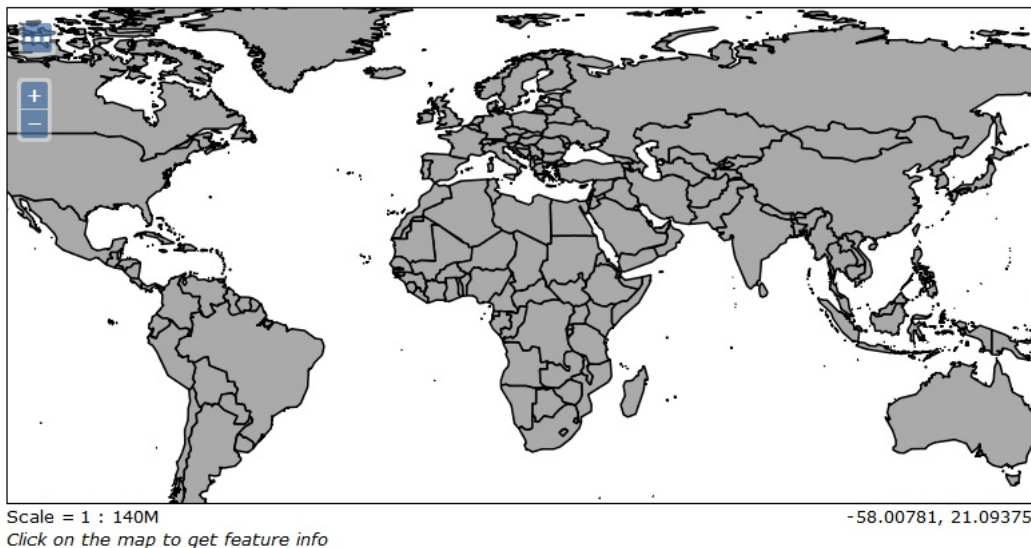 +
−
Scale = 1 : 140M
-58.00781, 21.09375
Click on the map to get feature info